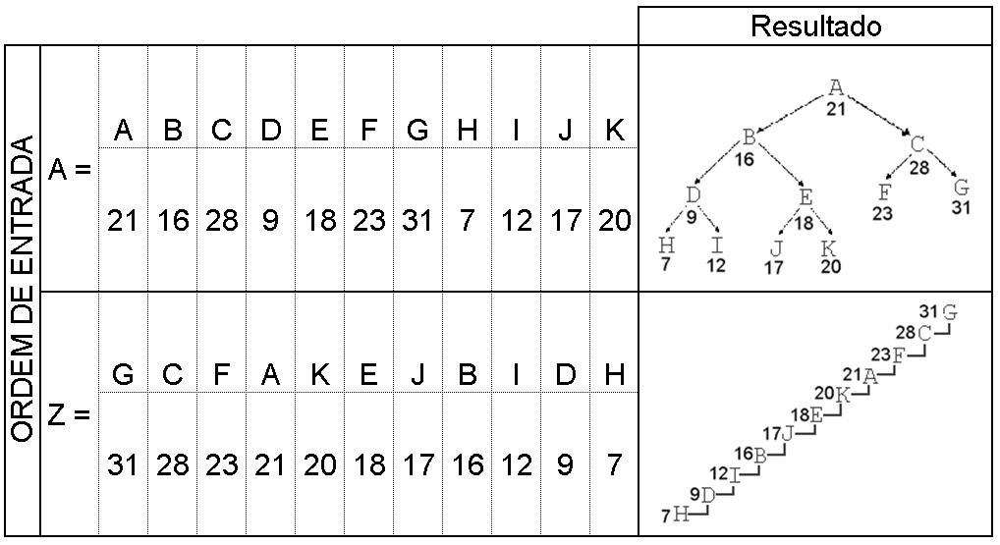 Resultado
ORDEM DE ENTRADA
A =
A B C D E F G H I J K
21 16 28 9 18 23 31 7 12 17 20
A
21
B
16
C
28
D
9
E
18
F
23
G
31
H
7
I
12
J
17
K
20
Z =
G C F A K E J B I D H
31 28 23 21 20 18 17 16 12 9 7
31 G
28 C
23 F
21 A
20 K
18 E
17 J
16 B
12 I
9 D
7 H